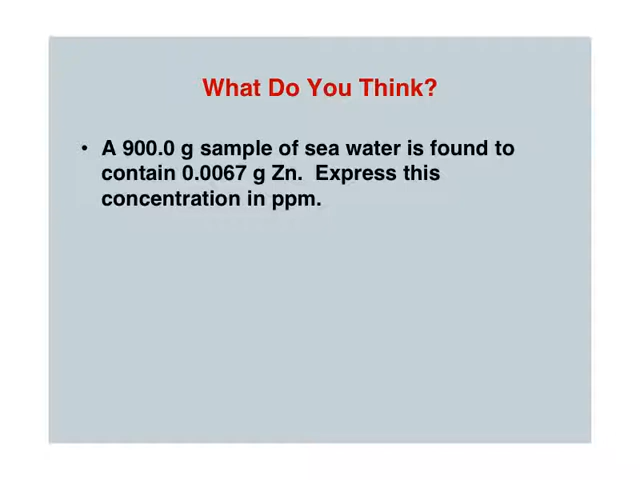 What Do You Think?
• A 900.0 g sample of sea water is found to
contain 0.0067 g Zn.  Express this
concentration in ppm.